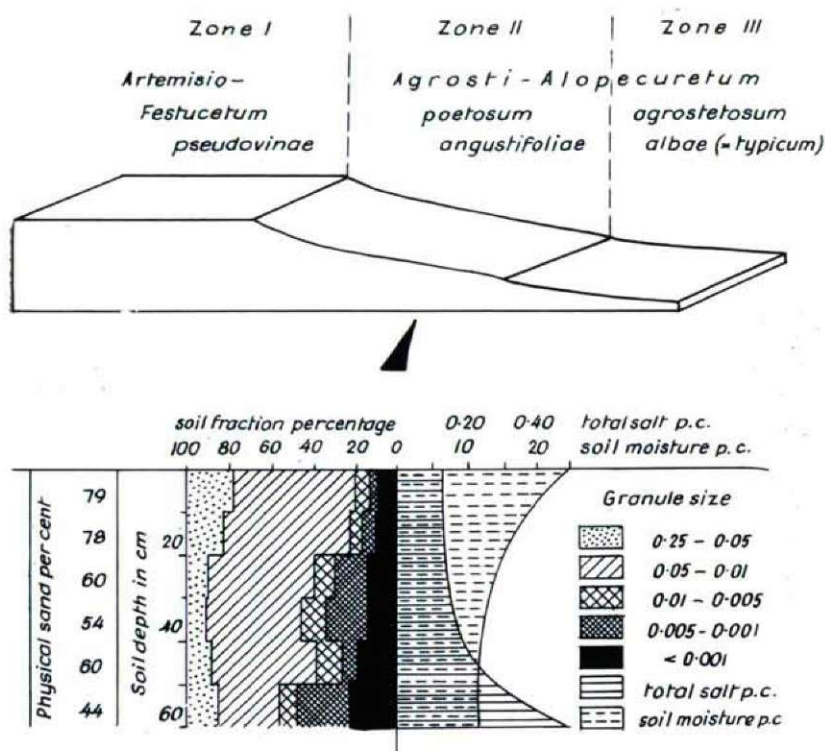 Zone I Zone II Zone III
Artemisio-
Festucetum
pseudovinae
Agrosti-Alopecuretum
poetosum
angustifoliae
agrostetosum
albae (=typicum)
soil fraction percentage 0·20 0·40 total salt p.c.
100 80 60 40 20 0 10 20 soil moisture p.c.
Physical sand per cent
79
78
60
54
60
44
Soil depth in cm
20
40
60
Granule size
0·25 - 0·05
0·05 - 0·01
0·01 - 0·005
0·005-0·001
< 0·001
total salt p.c.
soil moisture p.c